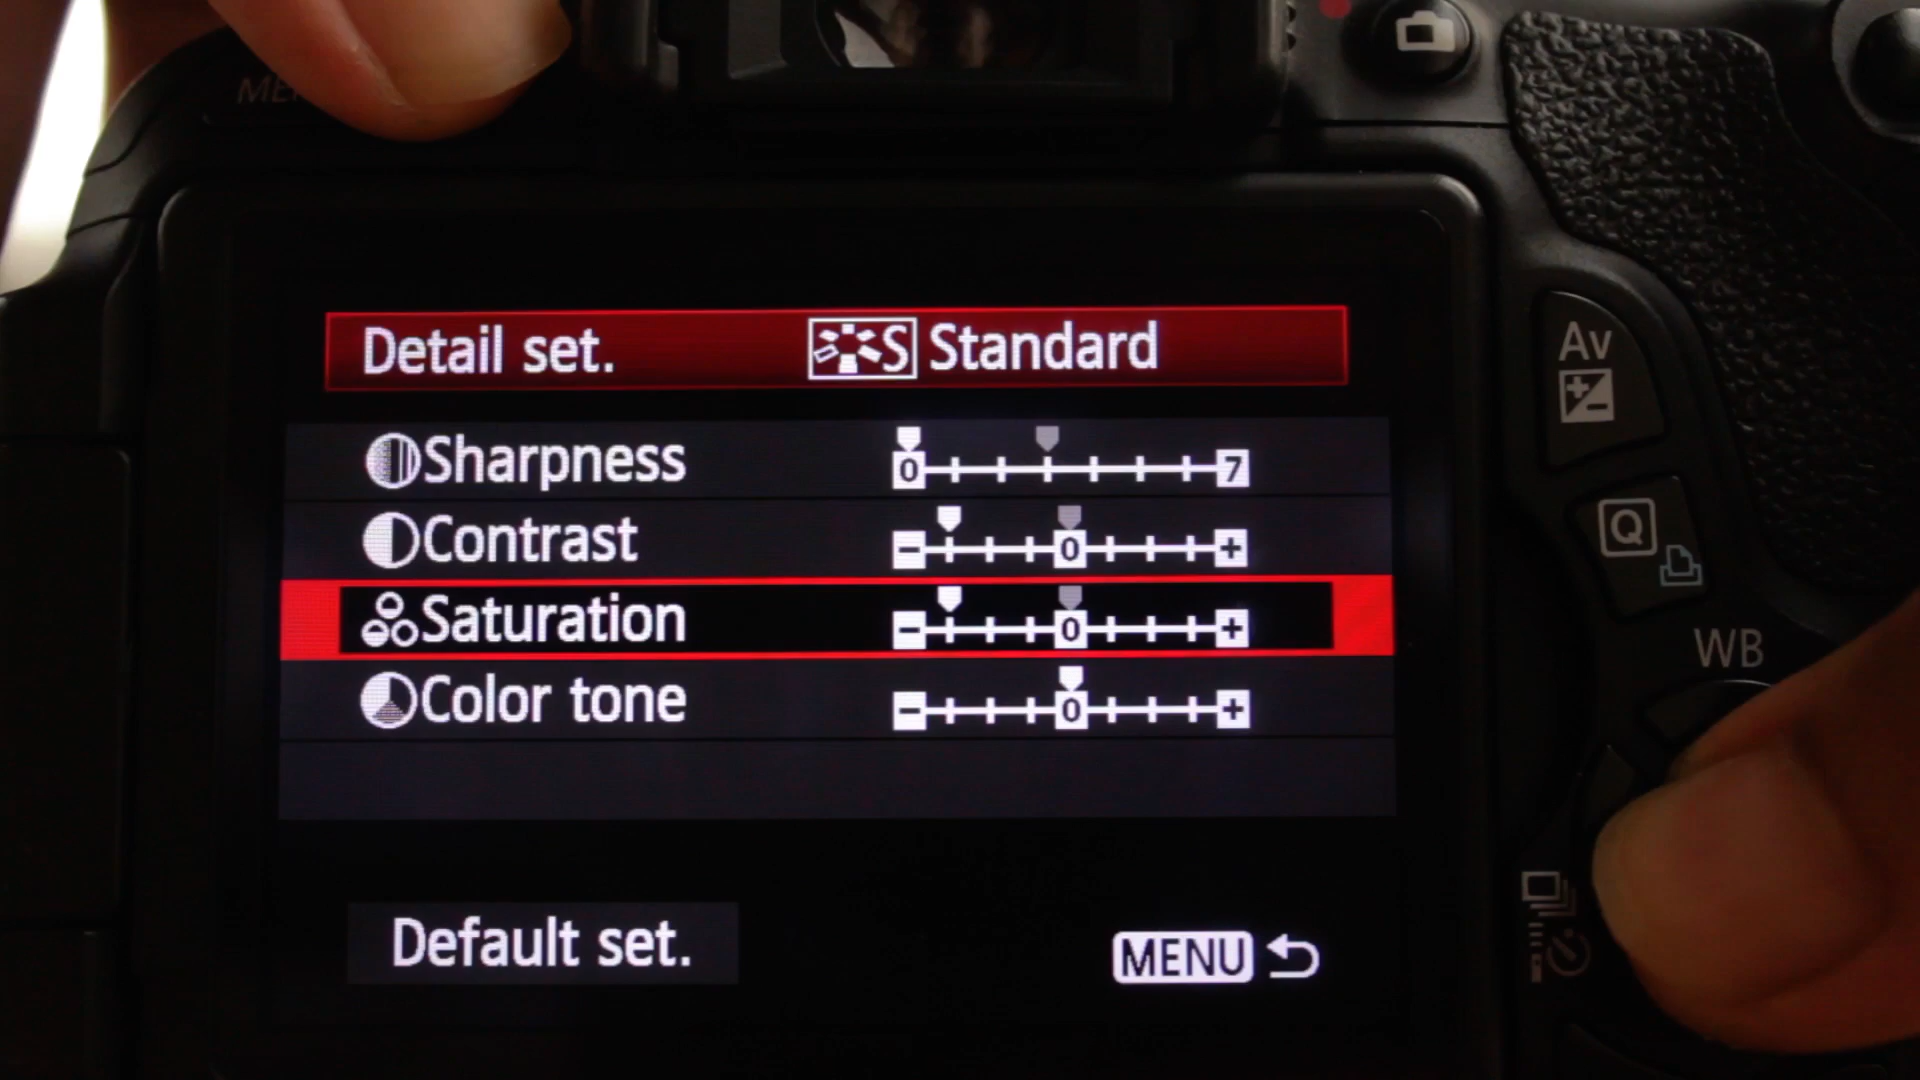 Detail set. S Standard
Sharpness 0 7
Contrast - 0 +
Saturation - 0 +
Color tone - 0 +
Default set. MENU
Av
Q
WB